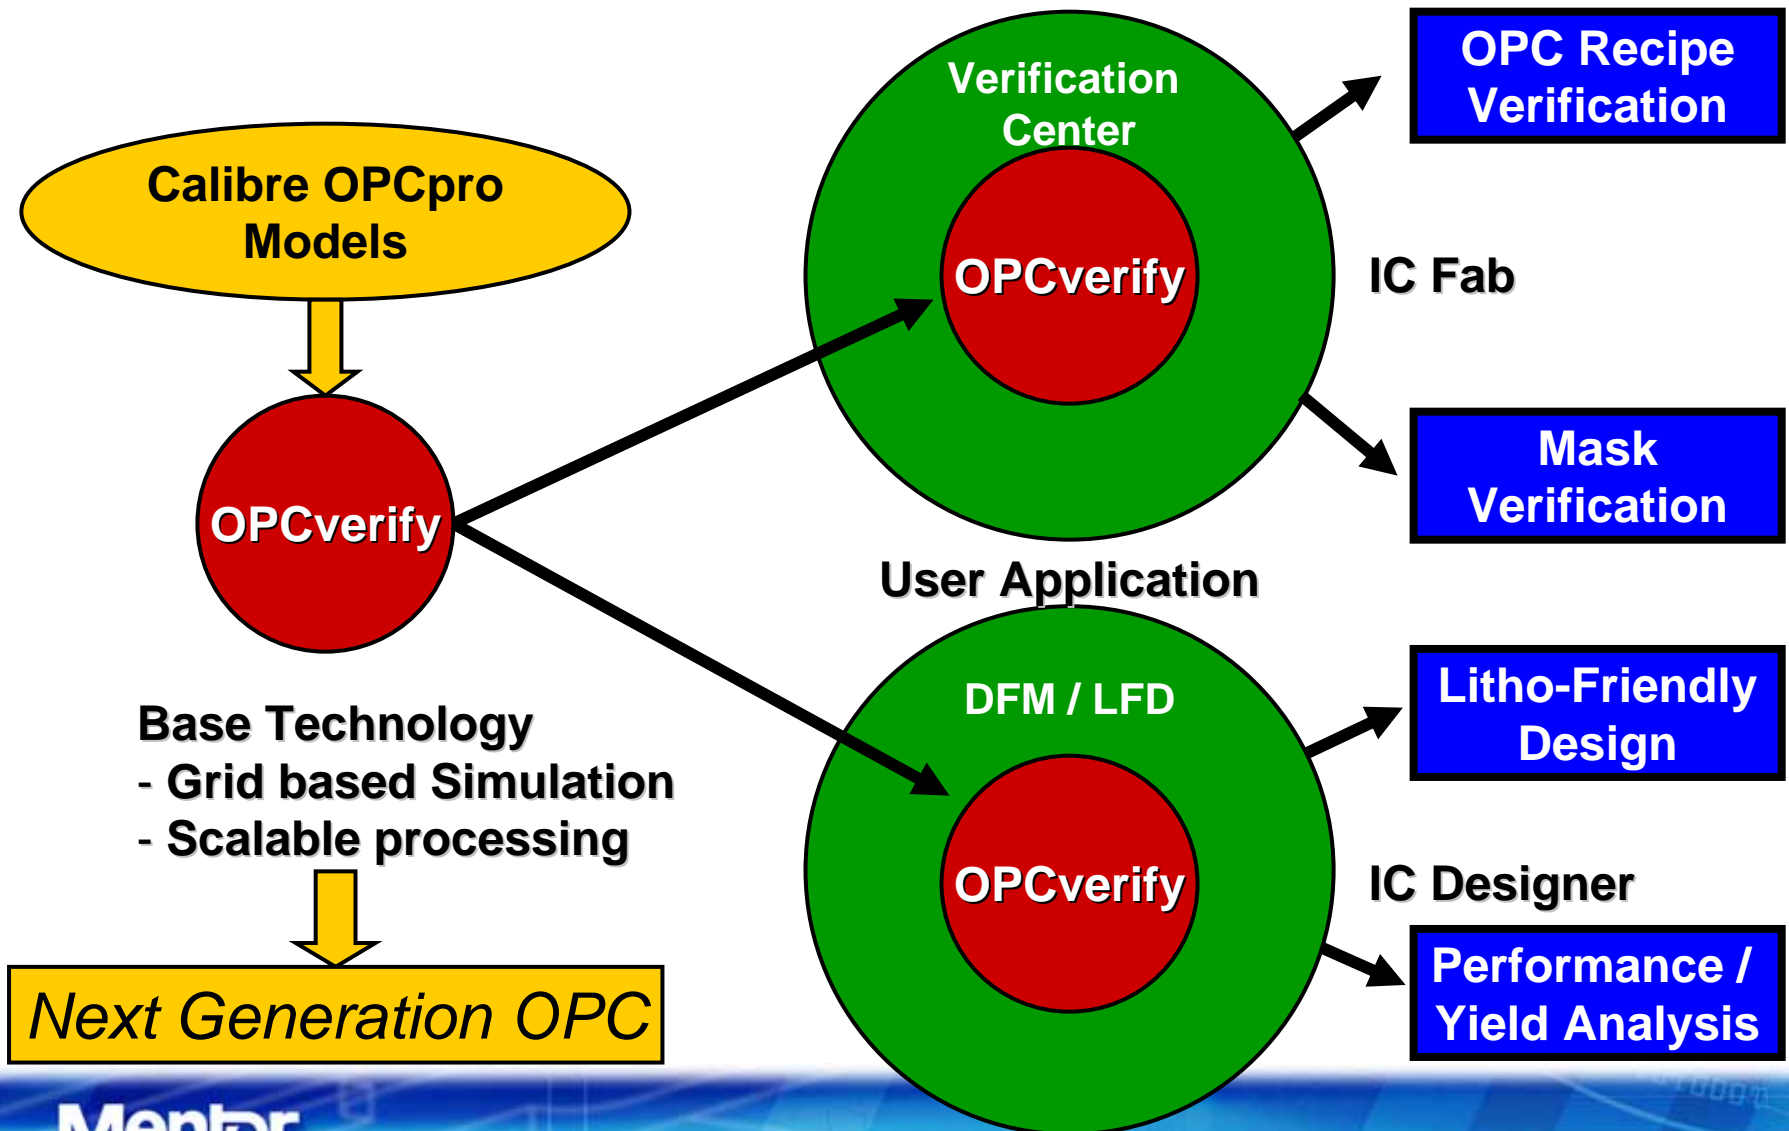 Calibre OPCpro
Models
OPCverify
Base Technology
- Grid based Simulation
- Scalable processing
Next Generation OPC
Verification
Center
OPCverify
User Application
DFM / LFD
OPCverify
OPC Recipe
Verification
IC Fab
Mask
Verification
Litho-Friendly
Design
IC Designer
Performance /
Yield Analysis
Mentor